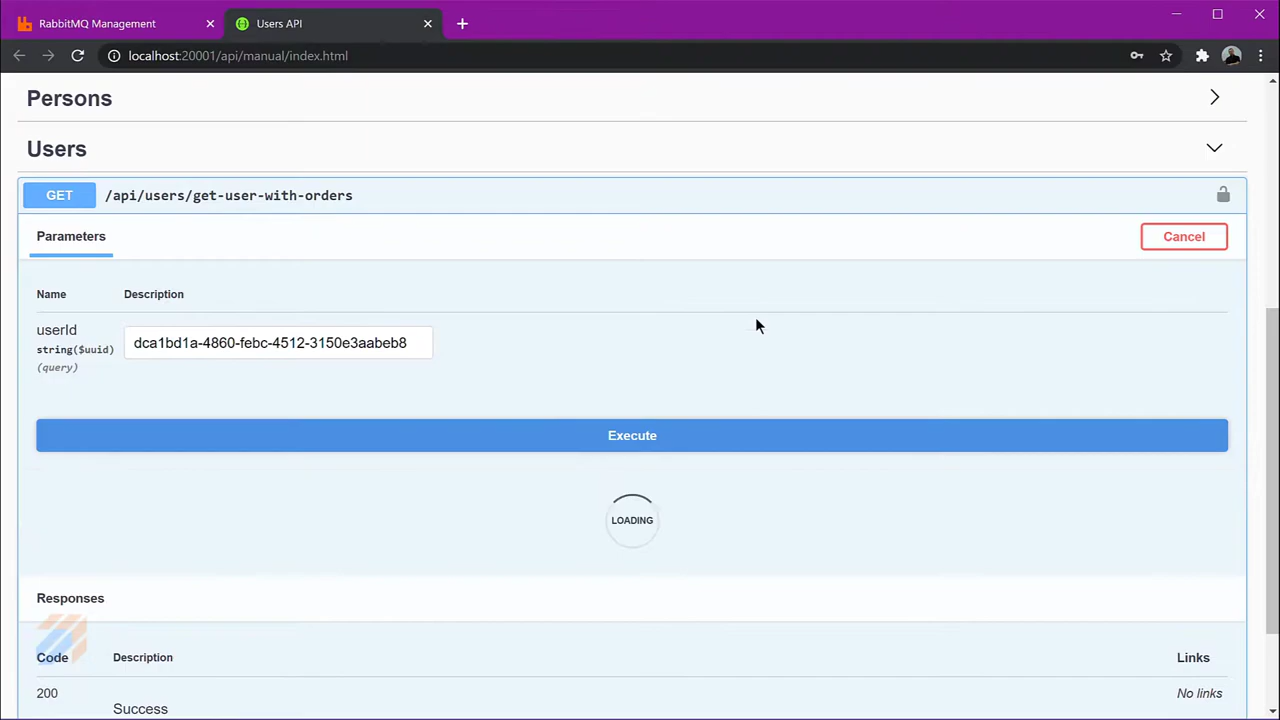 RabbitMQ Management
Users API
localhost:20001/api/manual/index.html
Persons
Users
GET /api/users/get-user-with-orders
Parameters
Cancel
Name Description
userId
string($uuid)
(query)
dca1bd1a-4860-febc-4512-3150e3aabeb8
Execute
LOADING
Responses
Code Description Links
200 No links
Success